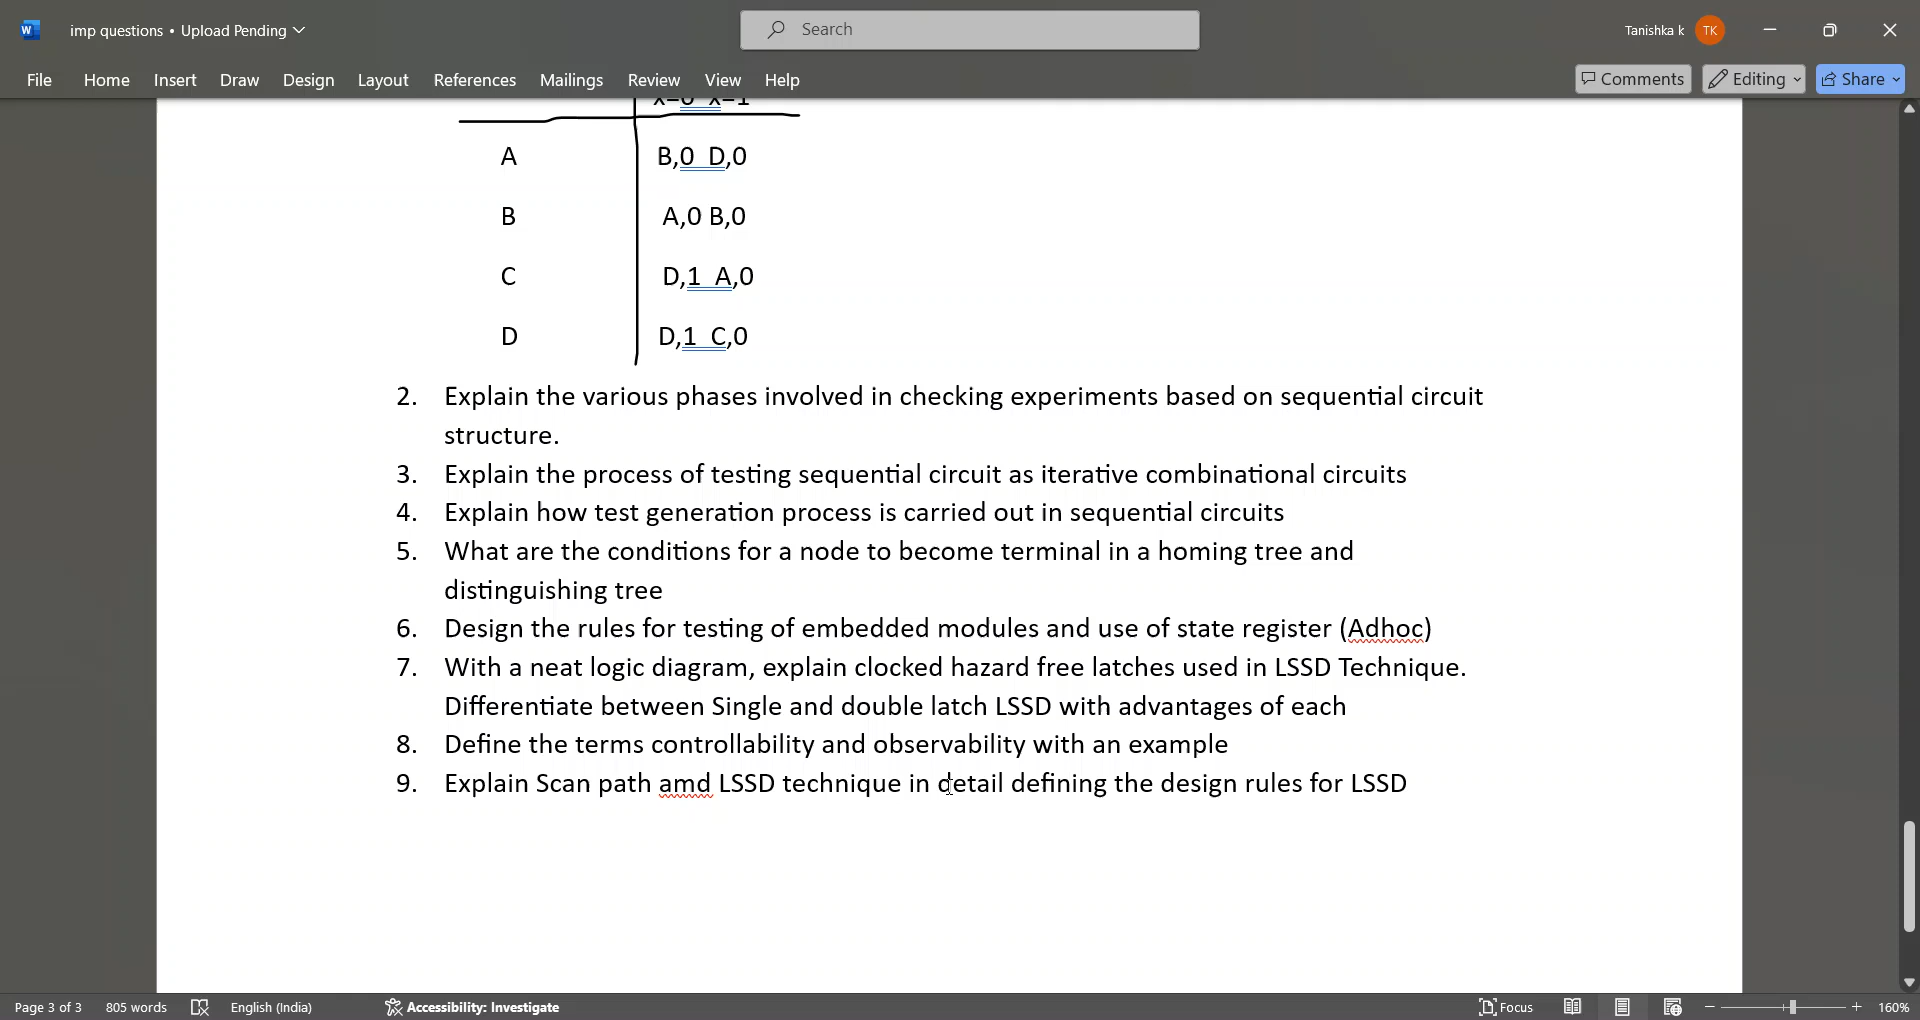 imp questions • Upload Pending
Search
Tanishka k TK
File Home Insert Draw Design Layout References Mailings Review View Help
Comments Editing Share
x=0 x=1
A B,0 D,0
B A,0 B,0
C D,1 A,0
D D,1 C,0
2. Explain the various phases involved in checking experiments based on sequential circuit
structure.
3. Explain the process of testing sequential circuit as iterative combinational circuits
4. Explain how test generation process is carried out in sequential circuits
5. What are the conditions for a node to become terminal in a homing tree and
distinguishing tree
6. Design the rules for testing of embedded modules and use of state register (Adhoc)
7. With a neat logic diagram, explain clocked hazard free latches used in LSSD Technique.
Differentiate between Single and double latch LSSD with advantages of each
8. Define the terms controllability and observability with an example
9. Explain Scan path amd LSSD technique in detail defining the design rules for LSSD
Page 3 of 3 805 words English (India) Accessibility: Investigate Focus 160%